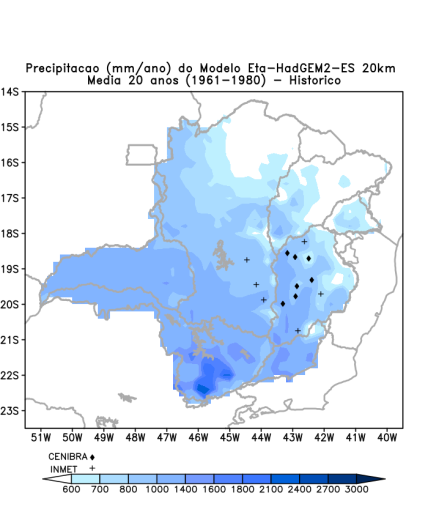 Precipitacao (mm/ano) do Modelo Eta-HadGEM2-ES 20km
Media 20 anos (1961-1980) - Historico
14S
15S
16S
17S
18S
19S
20S
21S
22S
23S
51W 50W 49W 48W 47W 46W 45W 44W 43W 42W 41W 40W
CENIBRA
INMET
600 700 800 1000 1400 1600 1800 2100 2400 2700 3000